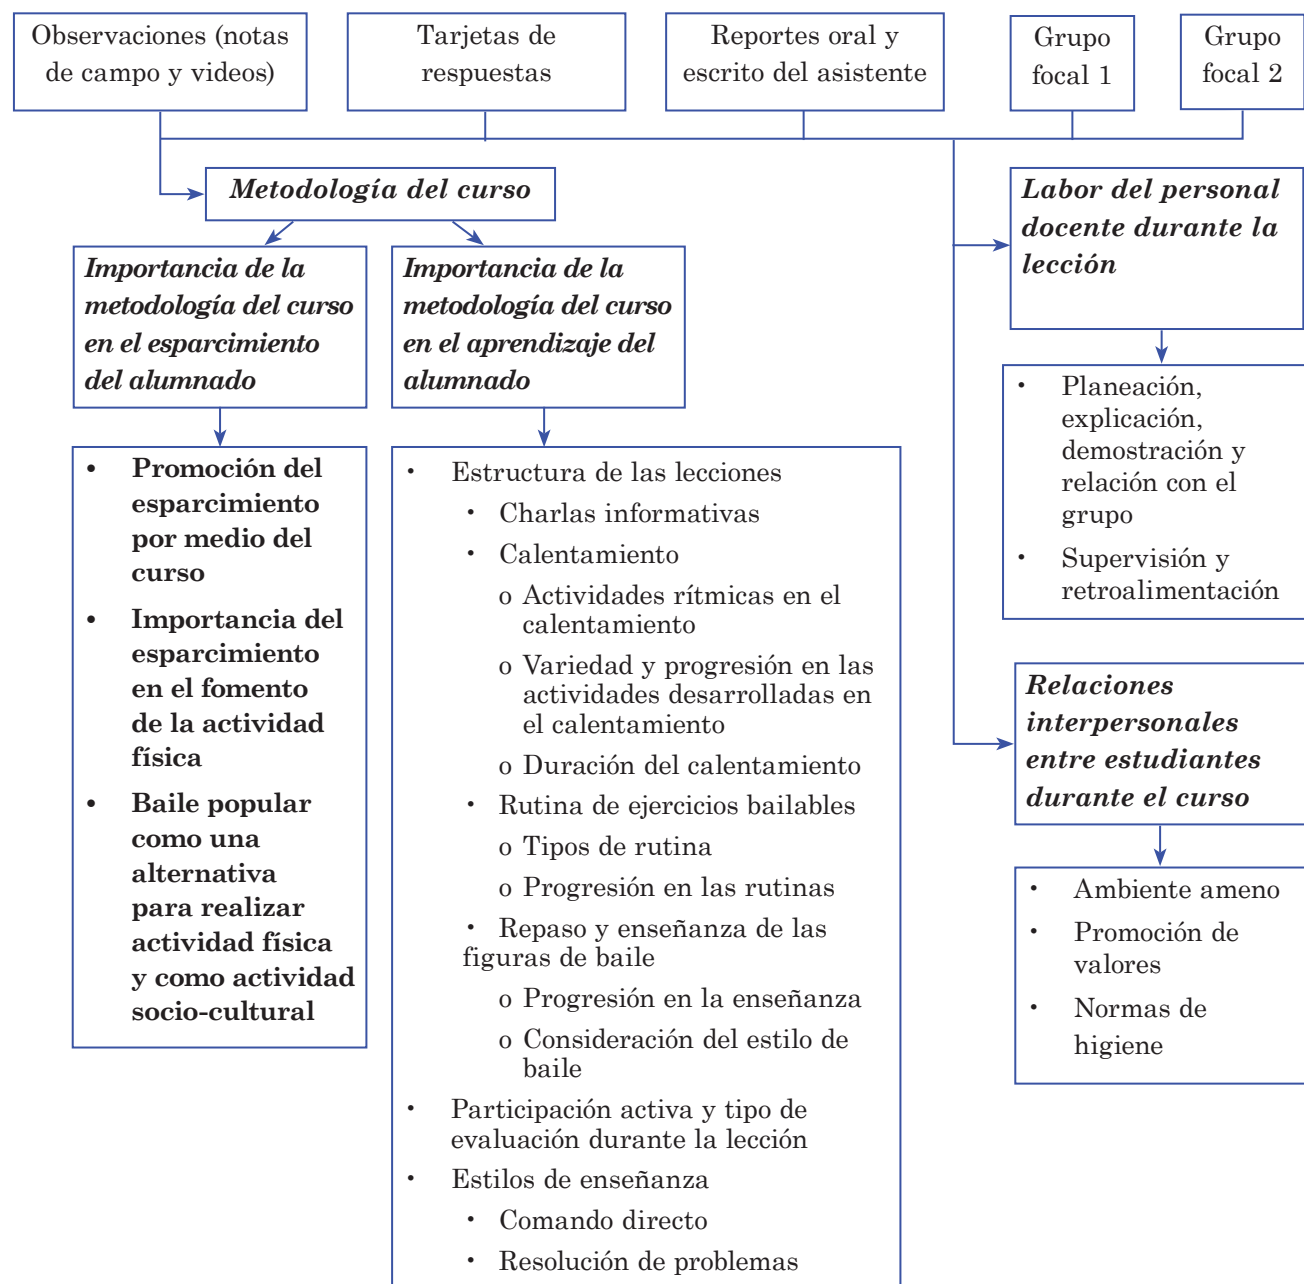 Observaciones (notas
de campo y videos)
Tarjetas de
respuestas
Reportes oral y
escrito del asistente
Grupo
focal 1
Grupo
focal 2
Metodología del curso
Importancia de la
metodología del curso
en el esparcimiento
del alumnado
Importancia de la
metodología del curso
en el aprendizaje del
alumnado
• Promoción del
esparcimiento
por medio del
curso
• Importancia del
esparcimiento
en el fomento
de la actividad
física
• Baile popular
como una
alternativa
para realizar
actividad física
y como actividad
socio-cultural
• Estructura de las lecciones
• Charlas informativas
• Calentamiento
o Actividades rítmicas en el
calentamiento
o Variedad y progresión en las
actividades desarrolladas en
el calentamiento
o Duración del calentamiento
• Rutina de ejercicios bailables
o Tipos de rutina
o Progresión en las rutinas
• Repaso y enseñanza de las
figuras de baile
o Progresión en la enseñanza
o Consideración del estilo de
baile
• Participación activa y tipo de
evaluación durante la lección
• Estilos de enseñanza
• Comando directo
• Resolución de problemas
Labor del personal
docente durante la
lección
• Planeación,
explicación,
demostración y
relación con el
grupo
• Supervisión y
retroalimentación
Relaciones
interpersonales
entre estudiantes
durante el curso
• Ambiente ameno
• Promoción de
valores
• Normas de
higiene